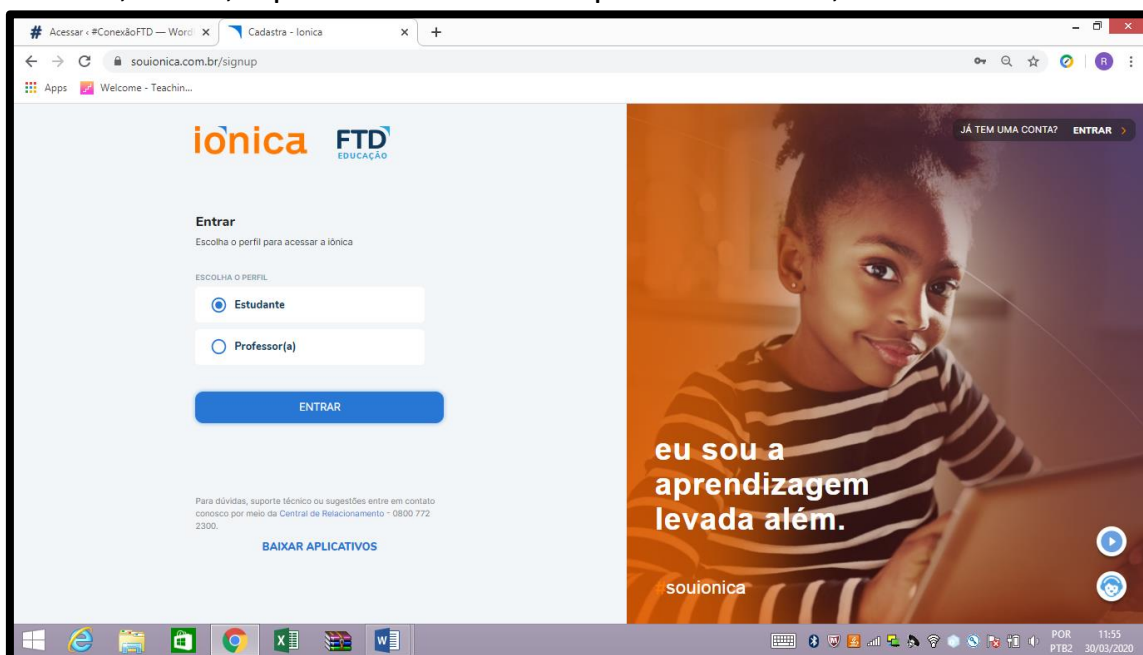 # Acessar ‹ #ConexãoFTD — Word
Cadastra - Ionica
souionica.com.br/signup
R
Apps
Welcome - Teachin...
iônica
FTD
EDUCAÇÃO
JÁ TEM UMA CONTA? ENTRAR >
Entrar
Escolha o perfil para acessar a iônica
ESCOLHA O PERFIL
Estudante
Professor(a)
ENTRAR
eu sou a
aprendizagem
levada além.
#souionica
Para dúvidas, suporte técnico ou sugestões entre em contato
conosco por meio da Central de Relacionamento - 0800 772
2300.
BAIXAR APLICATIVOS
POR
11:55
PTB2
30/03/2020